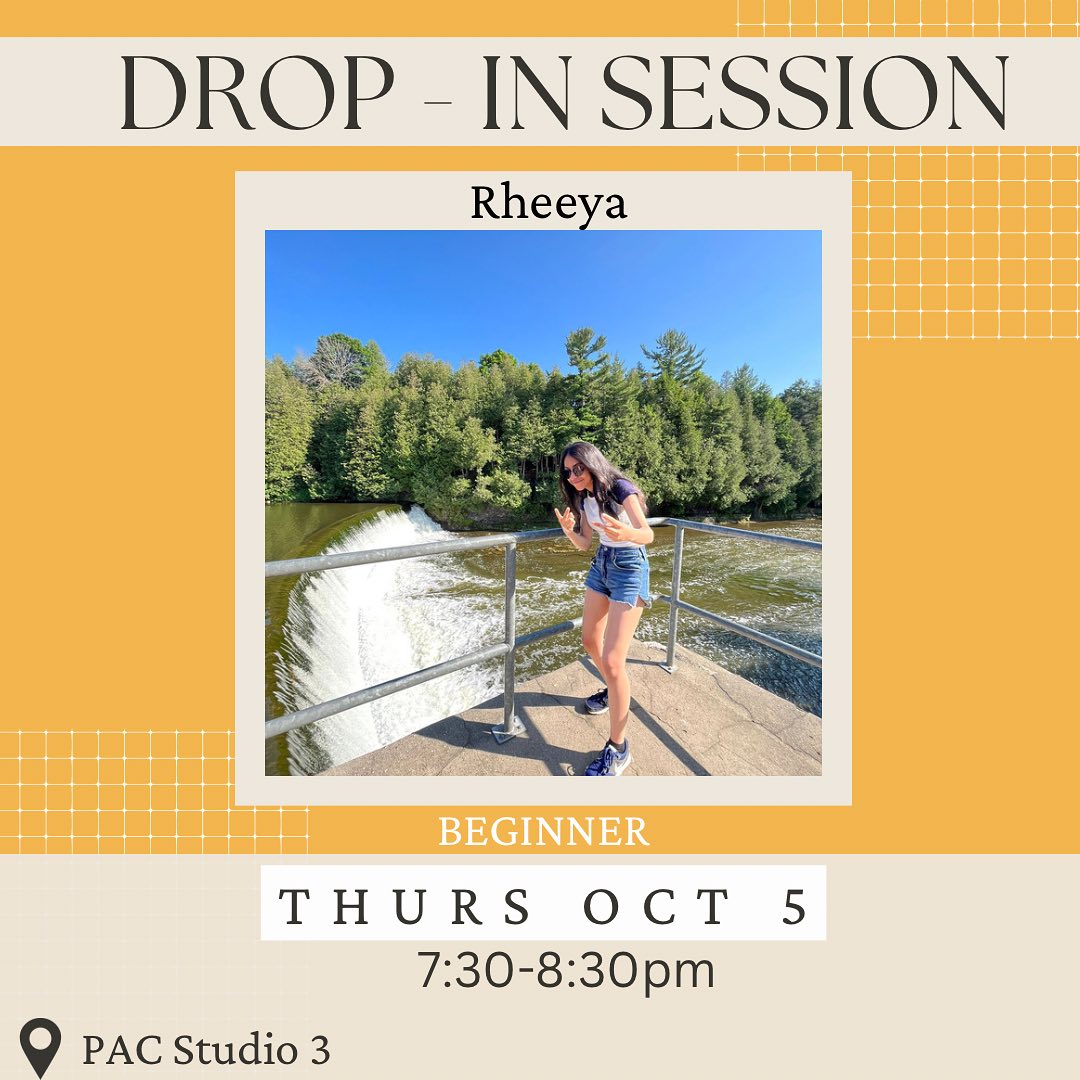 DROP - IN SESSION
Rheeya
BEGINNER
THURS OCT 5
7:30-8:30pm
PAC Studio 3